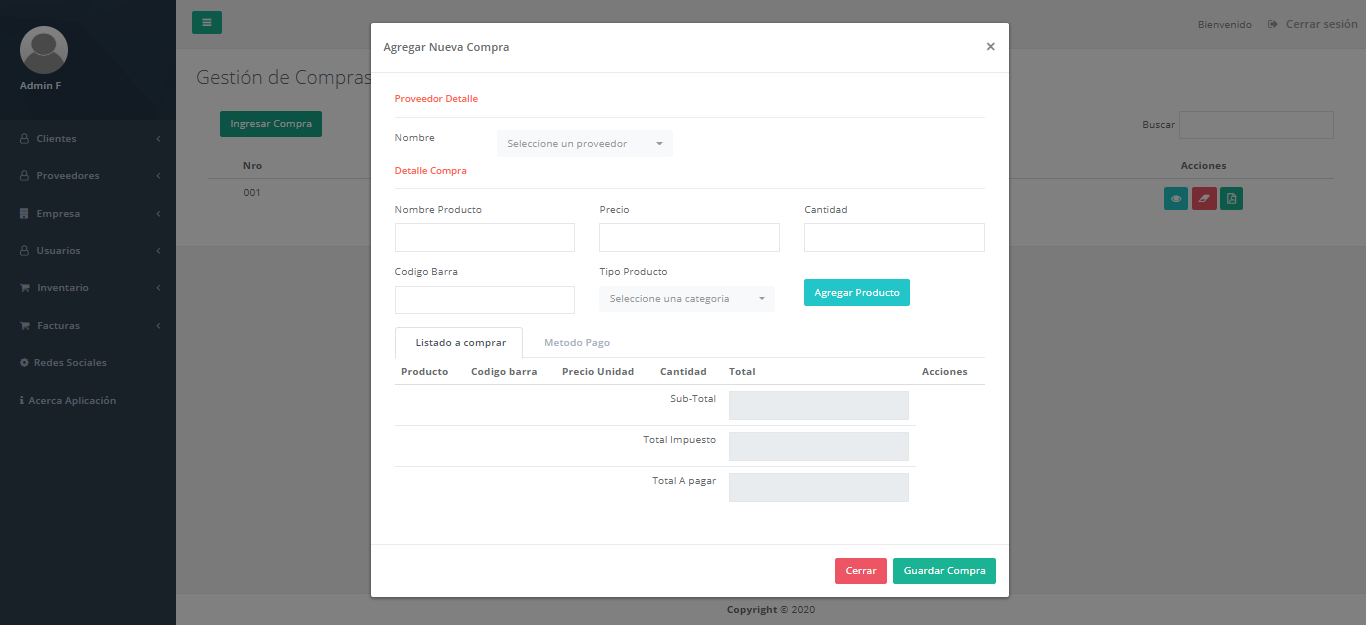 Admin F
Clientes
Proveedores
Empresa
Usuarios
Inventario
Facturas
Redes Sociales
Acerca Aplicación
Bienvenido Cerrar sesión
Gestión de Compras
Ingresar Compra
Buscar
Nro Acciones
001
Agregar Nueva Compra ×
Proveedor Detalle
Nombre Seleccione un proveedor
Detalle Compra
Nombre Producto Precio Cantidad
Codigo Barra Tipo Producto
Seleccione una categoria Agregar Producto
Listado a comprar Metodo Pago
Producto Codigo barra Precio Unidad Cantidad Total Acciones
Sub-Total
Total Impuesto
Total A pagar
Cerrar Guardar Compra
Copyright © 2020